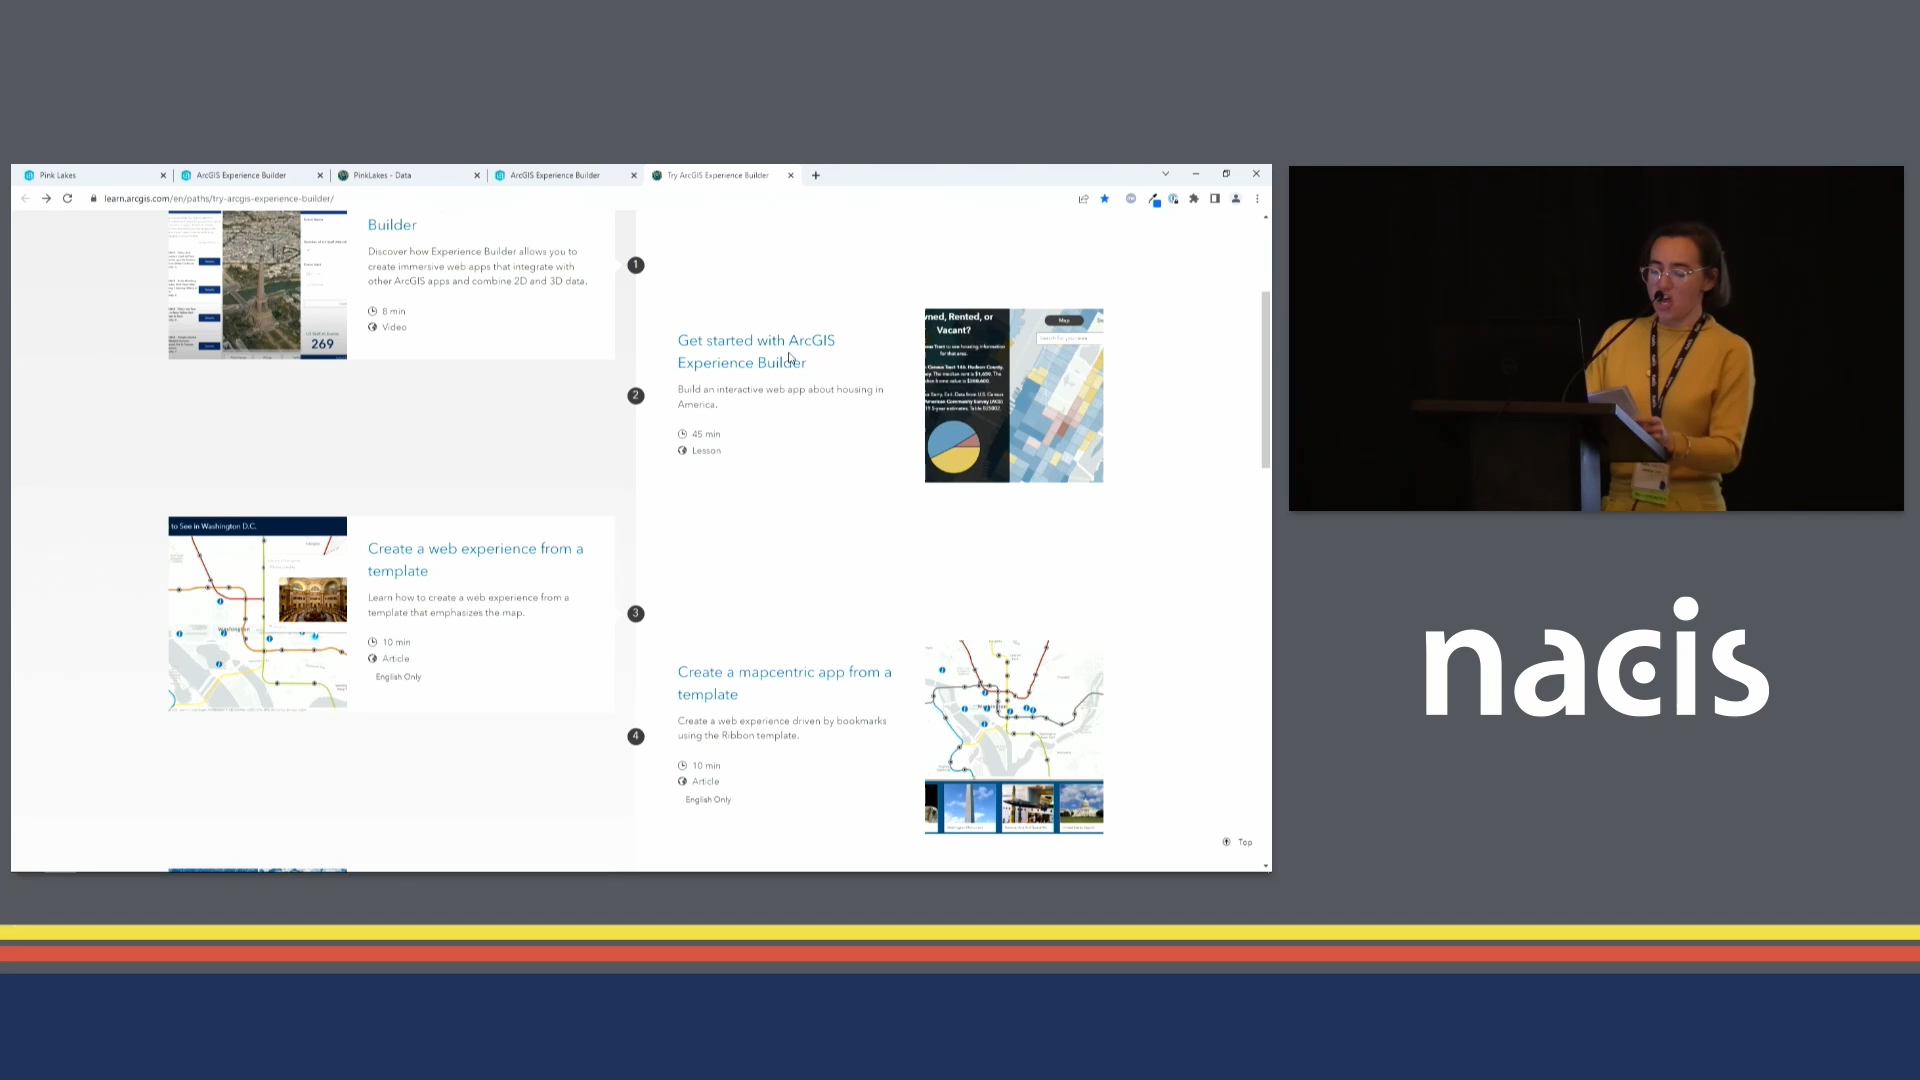 Pink Lakes
ArcGIS Experience Builder
PinkLakes - Data
ArcGIS Experience Builder
Try ArcGIS Experience Builder
learn.arcgis.com/en/paths/try-arcgis-experience-builder/
Builder
Discover how Experience Builder allows you to
create immersive web apps that integrate with
other ArcGIS apps and combine 2D and 3D data.
8 min
Video
269
1
Get started with ArcGIS
Experience Builder
Build an interactive web app about housing in
America.
45 min
Lesson
2
ned, Rented, or
Vacant?
Map
to See in Washington D.C.
Washington
Create a web experience from a
template
Learn how to create a web experience from a
template that emphasizes the map.
10 min
Article
English Only
3
Create a mapcentric app from a
template
Create a web experience driven by bookmarks
using the Ribbon template.
10 min
Article
English Only
4
Top
nacis